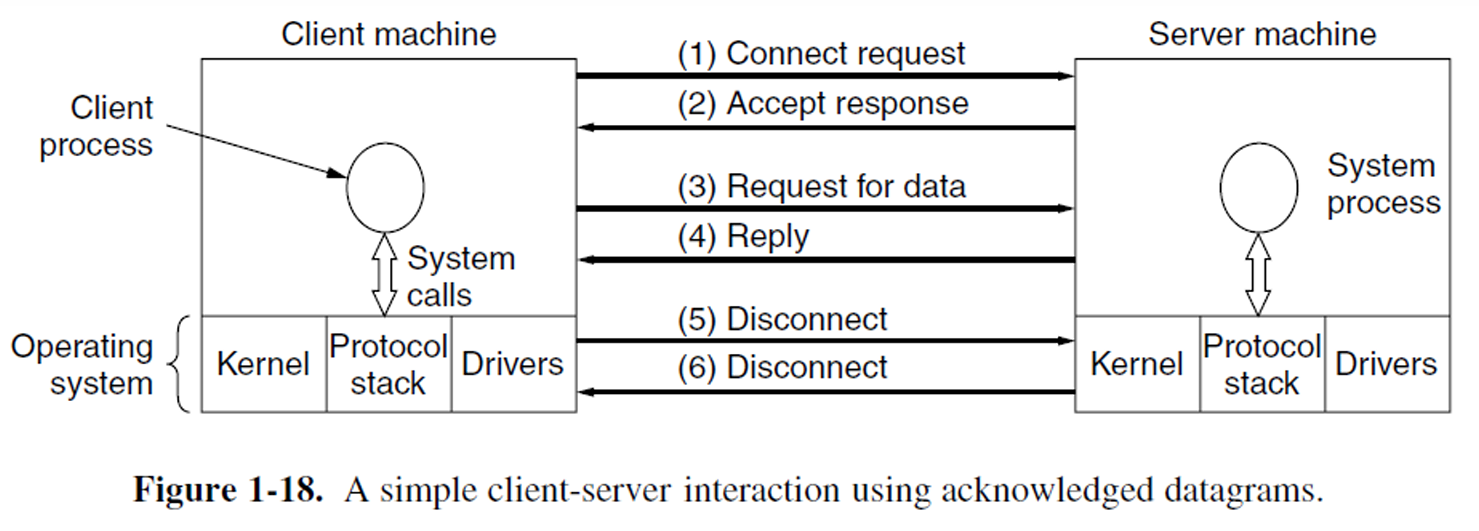 Client machine
Server machine
(1) Connect request
(2) Accept response
Client
process
(3) Request for data
System
process
(4) Reply
System
calls
(5) Disconnect
Operating
system
Kernel
Protocol
stack
Drivers
(6) Disconnect
Kernel
Protocol
stack
Drivers
Figure 1-18. A simple client-server interaction using acknowledged datagrams.